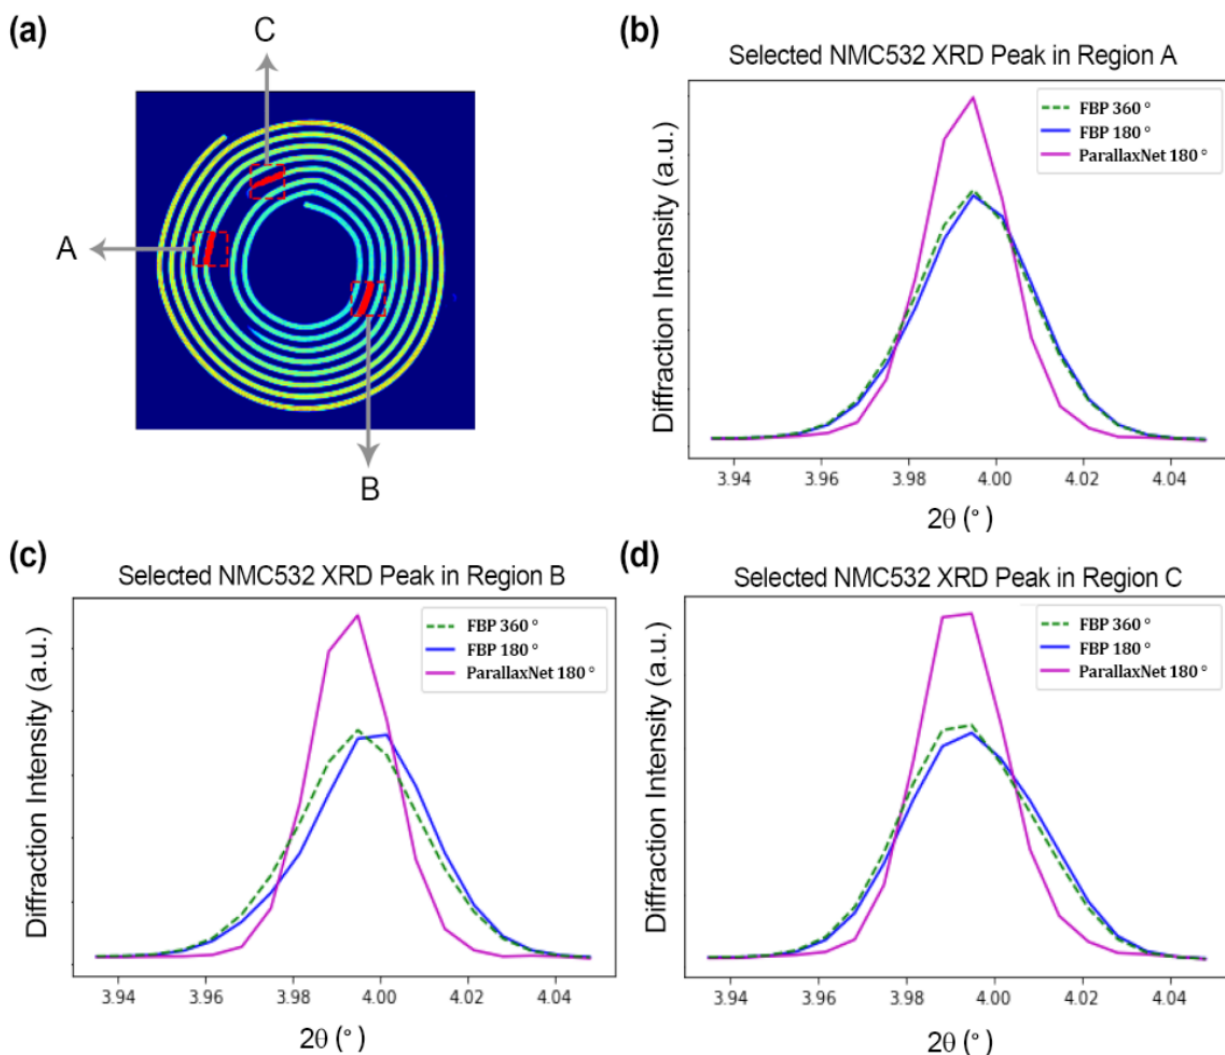 (a)
C
A
B
(b)
Selected NMC532 XRD Peak in Region A
FBP 360°
FBP 180°
ParallaxNet 180°
Diffraction Intensity (a.u.)
3.94 3.96 3.98 4.00 4.02 4.04
2θ (°)
(c)
Selected NMC532 XRD Peak in Region B
FBP 360°
FBP 180°
ParallaxNet 180°
Diffraction Intensity (a.u.)
3.94 3.96 3.98 4.00 4.02 4.04
2θ (°)
(d)
Selected NMC532 XRD Peak in Region C
FBP 360°
FBP 180°
ParallaxNet 180°
Diffraction Intensity (a.u.)
3.94 3.96 3.98 4.00 4.02 4.04
2θ (°)